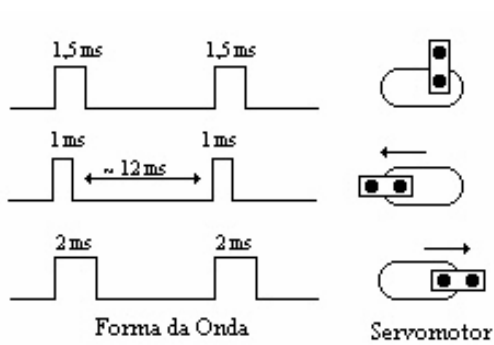 1,5 ms 1,5 ms
1 ms 1 ms
~ 12 ms
2 ms 2 ms
Forma da Onda Servomotor